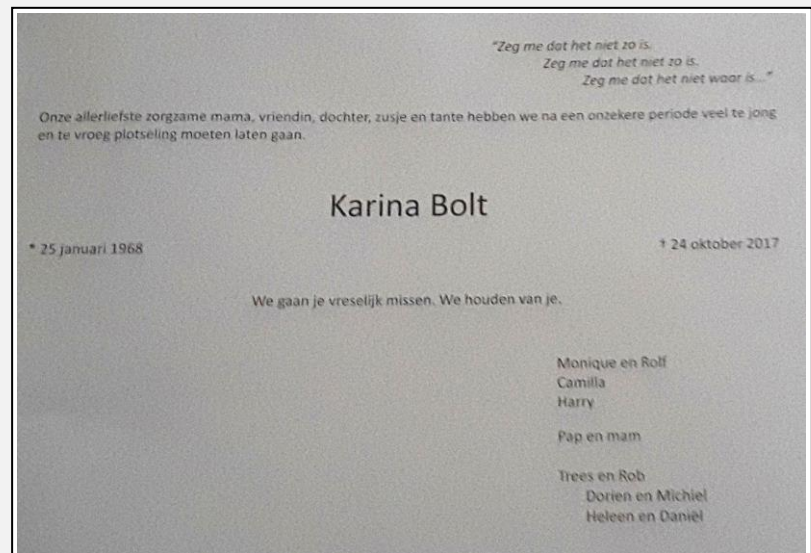 "Zeg me dat het niet zo is.
Zeg me dat het niet zo is.
Zeg me dat het niet waar is..."
Onze allerliefste zorgzame mama, vriendin, dochter, zusje en tante hebben we na een onzekere periode veel te jong
en te vroeg plotseling moeten laten gaan.
Karina Bolt
* 25 januari 1968
† 24 oktober 2017
We gaan je vreselijk missen. We houden van je.
Monique en Rolf
Camilla
Harry
Pap en mam
Trees en Rob
Dorien en Michiel
Heleen en Daniël